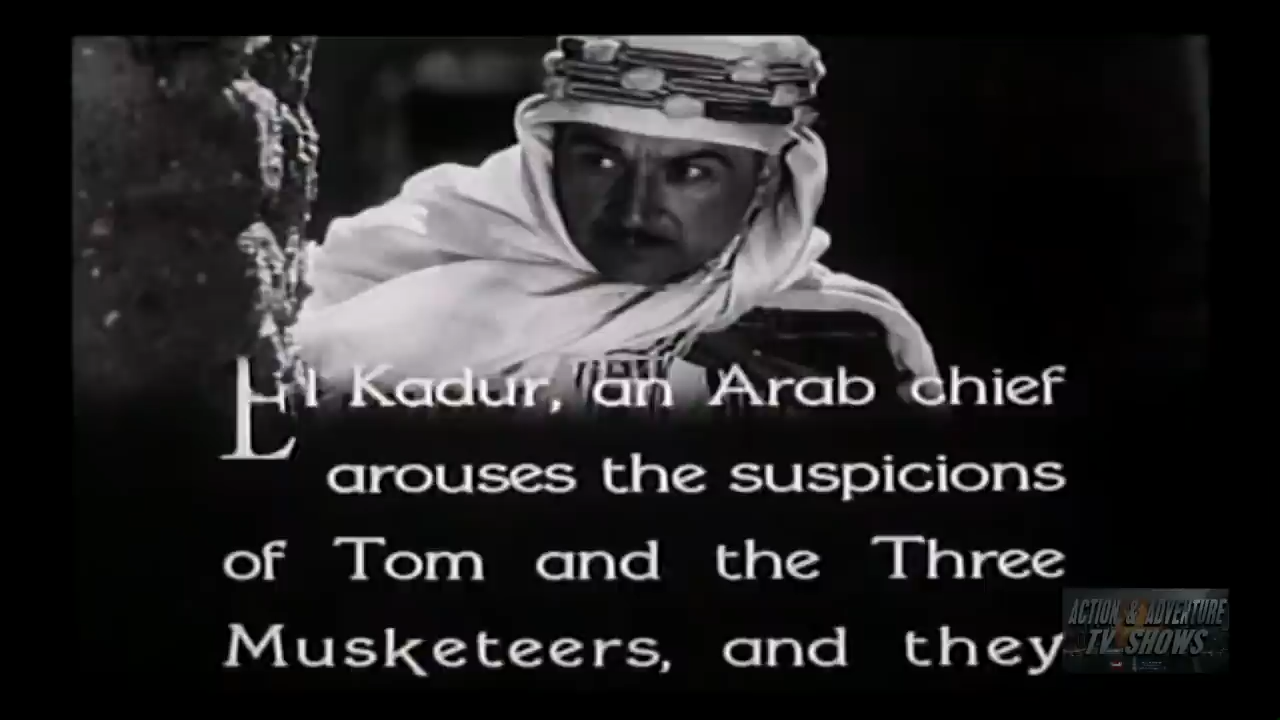 El Kadur, an Arab chief
arouses the suspicions
of Tom and the Three
Musketeers, and they
ACTION & ADVENTURE
TV SHOWS